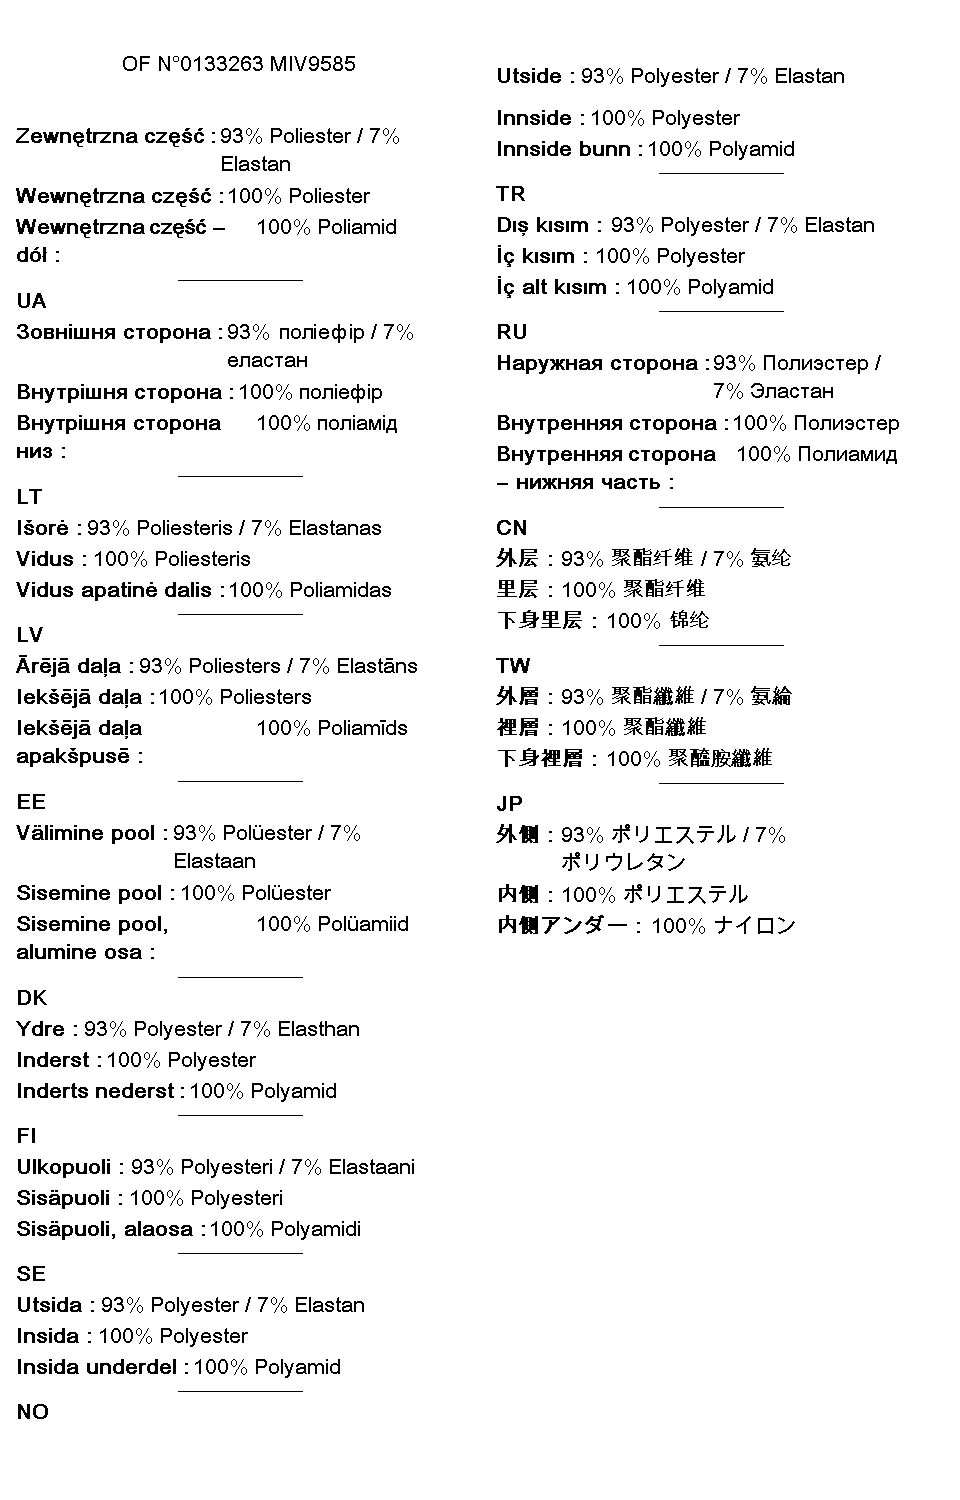 OF N°0133263 MIV9585
Zewnętrzna część : 93% Poliester / 7%
Elastan
Wewnętrzna część : 100% Poliester
Wewnętrzna część – 100% Poliamid
dół :
UA
Зовнішня сторона : 93% поліефір / 7%
еластан
Внутрішня сторона : 100% поліефір
Внутрішня сторона 100% поліамід
низ :
LT
Išorė : 93% Poliesteris / 7% Elastanas
Vidus : 100% Poliesteris
Vidus apatinė dalis : 100% Poliamidas
LV
Ārējā daļa : 93% Poliesters / 7% Elastāns
Iekšējā daļa : 100% Poliesters
Iekšējā daļa 100% Poliamīds
apakšpusē :
EE
Välimine pool : 93% Polüester / 7%
Elastaan
Sisemine pool : 100% Polüester
Sisemine pool, 100% Polüamiid
alumine osa :
DK
Ydre : 93% Polyester / 7% Elasthan
Inderst : 100% Polyester
Inderts nederst : 100% Polyamid
FI
Ulkopuoli : 93% Polyesteri / 7% Elastaani
Sisäpuoli : 100% Polyesteri
Sisäpuoli, alaosa : 100% Polyamidi
SE
Utsida : 93% Polyester / 7% Elastan
Insida : 100% Polyester
Insida underdel : 100% Polyamid
NO
Utside : 93% Polyester / 7% Elastan
Innside : 100% Polyester
Innside bunn : 100% Polyamid
TR
Dış kısım : 93% Polyester / 7% Elastan
İç kısım : 100% Polyester
İç alt kısım : 100% Polyamid
RU
Наружная сторона : 93% Полиэстер /
7% Эластан
Внутренняя сторона : 100% Полиэстер
Внутренняя сторона 100% Полиамид
– нижняя часть :
CN
外层 : 93% 聚酯纤维 / 7% 氨纶
里层 : 100% 聚酯纤维
下身里层 : 100% 锦纶
TW
外層 : 93% 聚酯纖維 / 7% 氨綸
裡層 : 100% 聚酯纖維
下身裡層 : 100% 聚醯胺纖維
JP
外側 : 93% ポリエステル / 7%
ポリウレタン
内側 : 100% ポリエステル
内側アンダー : 100% ナイロン